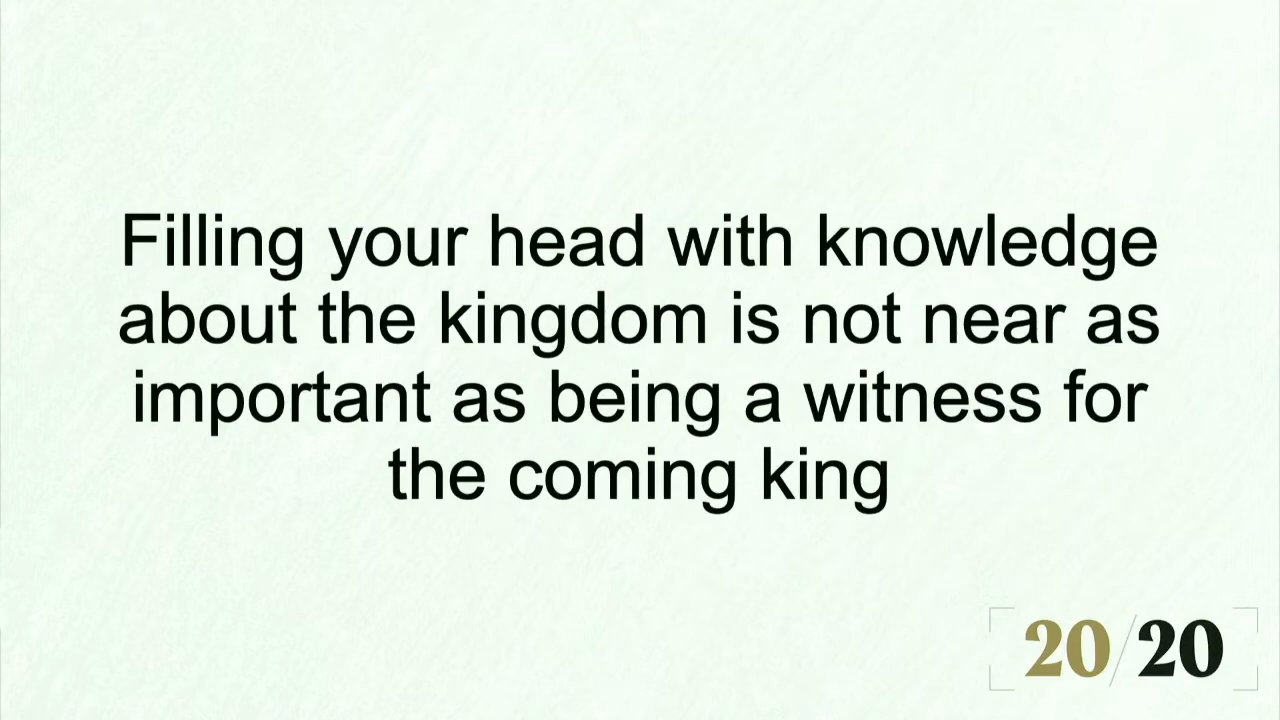 Filling your head with knowledge
about the kingdom is not near as
important as being a witness for
the coming king
20/20